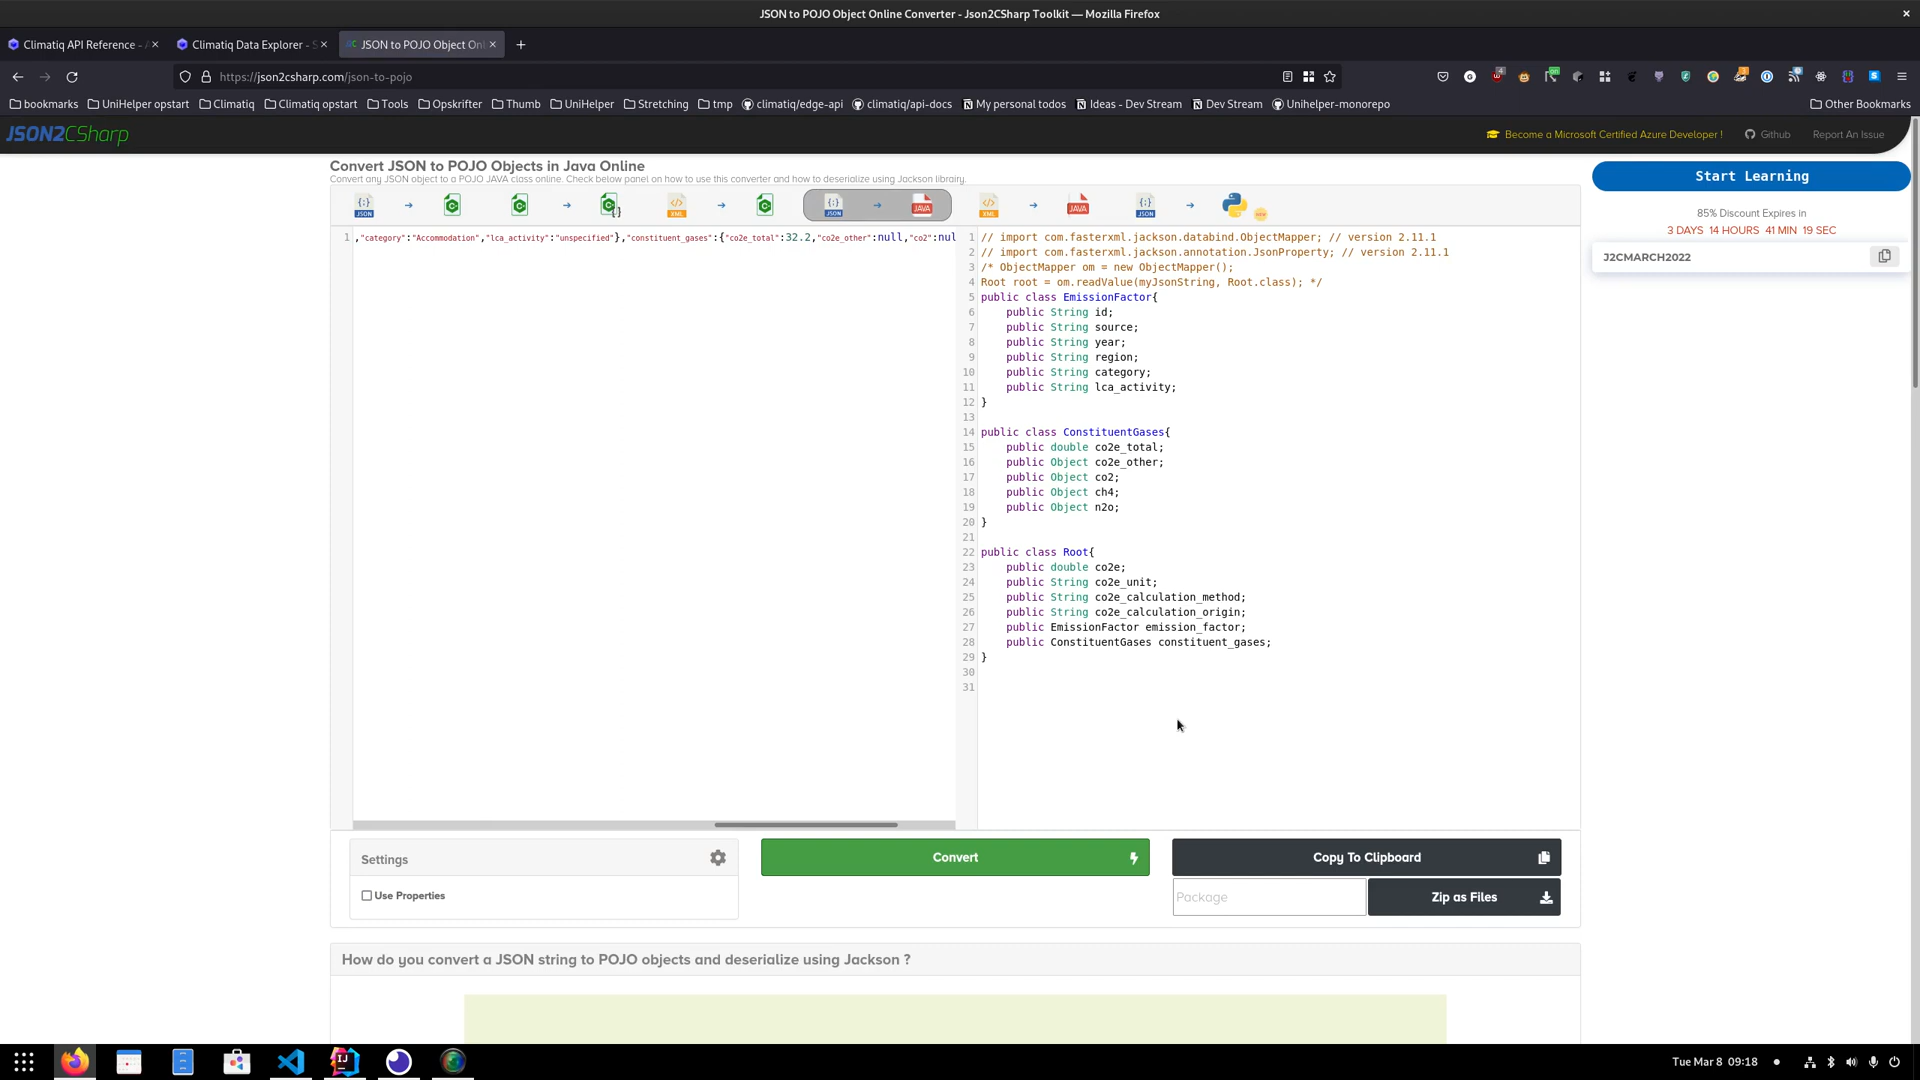 JSON to POJO Object Online Converter - Json2CSharp Toolkit — Mozilla Firefox
Climatiq API Reference - A
Climatiq Data Explorer - S
JSON to POJO Object Onl
https://json2csharp.com/json-to-pojo
bookmarks
UniHelper opstart
Climatiq
Climatiq opstart
Tools
Opskrifter
Thumb
UniHelper
Stretching
tmp
climatiq/edge-api
climatiq/api-docs
My personal todos
Ideas - Dev Stream
Dev Stream
Unihelper-monorepo
Other Bookmarks
JSON2CSharp
Become a Microsoft Certified Azure Developer !
Github
Report An Issue
Convert JSON to POJO Objects in Java Online
Convert any JSON object to a POJO JAVA class online. Check below panel on how to use this converter and how to deserialize using Jackson library.
Start Learning
85% Discount Expires in
3 DAYS 14 HOURS 41 MIN 19 SEC
J2CMARCH2022
1 ,"category":"Accommodation","lca_activity":"unspecified"},"constituent_gases":{"co2e_total":32.2,"co2e_other":null,"co2":nul
1 // import com.fasterxml.jackson.databind.ObjectMapper; // version 2.11.1
2 // import com.fasterxml.jackson.annotation.JsonProperty; // version 2.11.1
3 /* ObjectMapper om = new ObjectMapper();
4 Root root = om.readValue(myJsonString, Root.class); */
5 public class EmissionFactor{
6 public String id;
7 public String source;
8 public String year;
9 public String region;
10 public String category;
11 public String lca_activity;
12 }
13
14 public class ConstituentGases{
15 public double co2e_total;
16 public Object co2e_other;
17 public Object co2;
18 public Object ch4;
19 public Object n2o;
20 }
21
22 public class Root{
23 public double co2e;
24 public String co2e_unit;
25 public String co2e_calculation_method;
26 public String co2e_calculation_origin;
27 public EmissionFactor emission_factor;
28 public ConstituentGases constituent_gases;
29 }
30
31
Settings
Use Properties
Convert
Copy To Clipboard
Package
Zip as Files
How do you convert a JSON string to POJO objects and deserialize using Jackson ?
Tue Mar 8 09:18